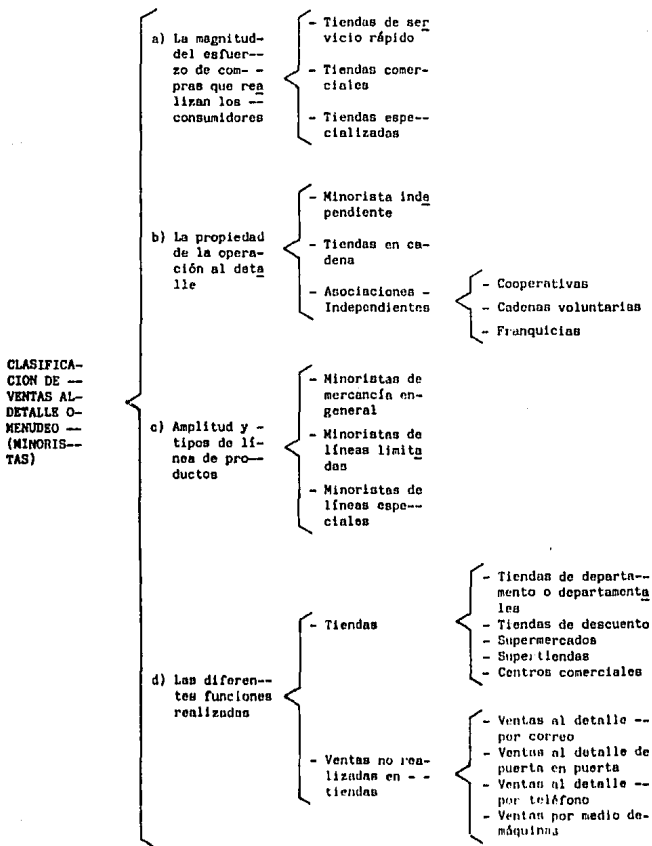 CLASIFICA-
CION DE --
VENTAS AL-
DETALLE O-
MENUDEO --
(MINORIS--
TAS)
a) La magnitud-
del esfuer-
zo de com- -
pras que rea
lizan los --
consumidores
- Tiendas de ser
vicio rápido
- Tiendas comer-
ciales
- Tiendas espe--
cializadas
b) La propiedad
de la opera-
ción al deta
lle
- Minorista inde
pendiente
- Tiendas en ca-
dena
- Asociaciones -
Independientes
- Cooperativas
- Cadenas voluntarias
- Franquicias
c) Amplitud y -
tipos de lí-
nea de pro--
ductos
- Minoristas de
mercancía en-
general
- Minoristas de
líneas limita
das
- Minoristas de
líneas espe--
ciales
d) Las diferen--
tes funciones
realizadas
- Tiendas
- Tiendas de departa--
mento o departamenta
les
- Tiendas de descuento
- Supermercados
- Supertiendas
- Centros comerciales
- Ventas no rea-
lizadas en - -
tiendas
- Ventas al detalle --
por correo
- Ventas al detalle de
puerta en puerta
- Ventas al detalle --
por teléfono
- Ventas por medio de-
máquinas